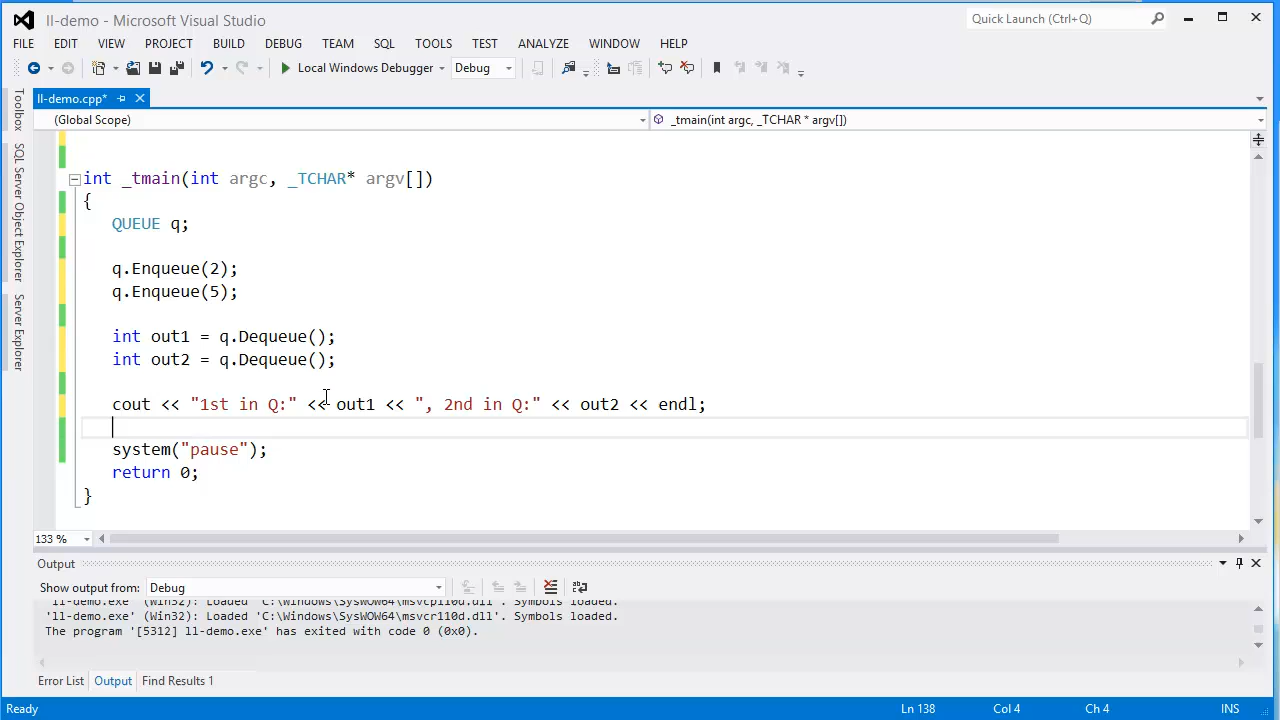 ll-demo - Microsoft Visual Studio
Quick Launch (Ctrl+Q)
FILE EDIT VIEW PROJECT BUILD DEBUG TEAM SQL TOOLS TEST ANALYZE WINDOW HELP
Local Windows Debugger Debug
ll-demo.cpp*
(Global Scope) _tmain(int argc, _TCHAR * argv[])
Toolbox
SQL Server Object Explorer
Server Explorer
int _tmain(int argc, _TCHAR* argv[])
{
QUEUE q;
q.Enqueue(2);
q.Enqueue(5);
int out1 = q.Dequeue();
int out2 = q.Dequeue();
cout << "1st in Q:" << out1 << ", 2nd in Q:" << out2 << endl;
system("pause");
return 0;
}
133 %
Output
Show output from: Debug
'll-demo.exe' (Win32): Loaded 'C:\Windows\SysWOW64\msvcp110d.dll'. Symbols loaded.
'll-demo.exe' (Win32): Loaded 'C:\Windows\SysWOW64\msvcr110d.dll'. Symbols loaded.
The program '[5312] ll-demo.exe' has exited with code 0 (0x0).
Error List Output Find Results 1
Ready Ln 138 Col 4 Ch 4 INS